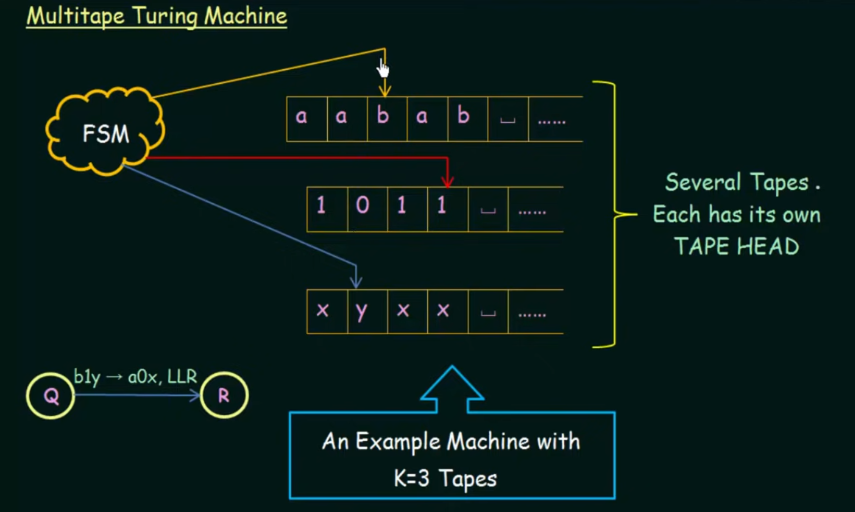 Multitape Turing Machine
FSM
a a b a b ⎵ ......
1 0 1 1 ⎵ ......
x y x x ⎵ ......
Several Tapes.
Each has its own
TAPE HEAD
b1y → a0x, LLR
Q R
An Example Machine with
K=3 Tapes